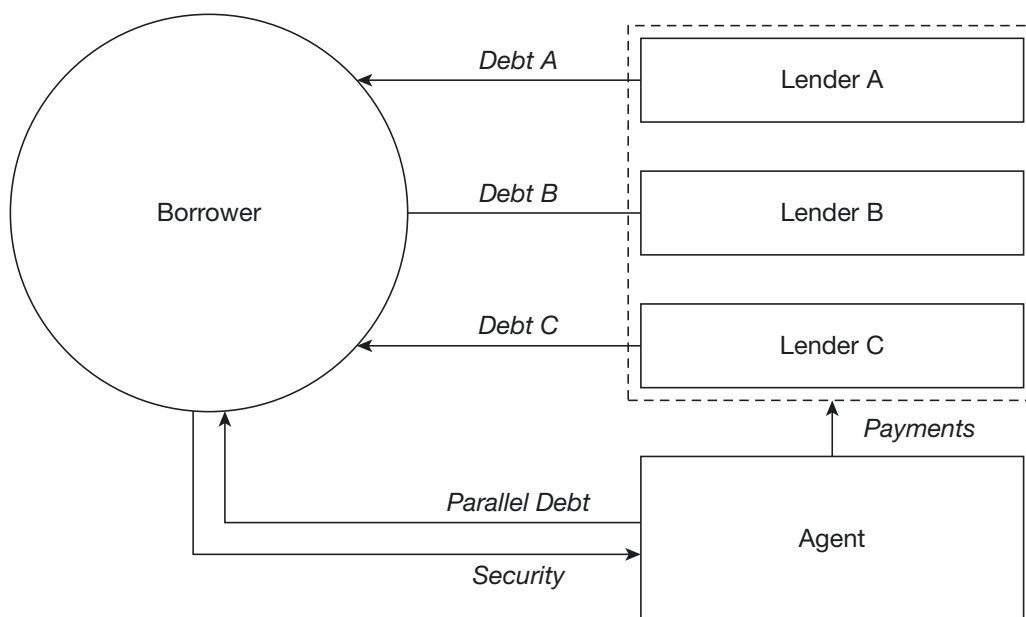 Debt A
Lender A
Borrower
Debt B
Lender B
Debt C
Lender C
Payments
Parallel Debt
Agent
Security